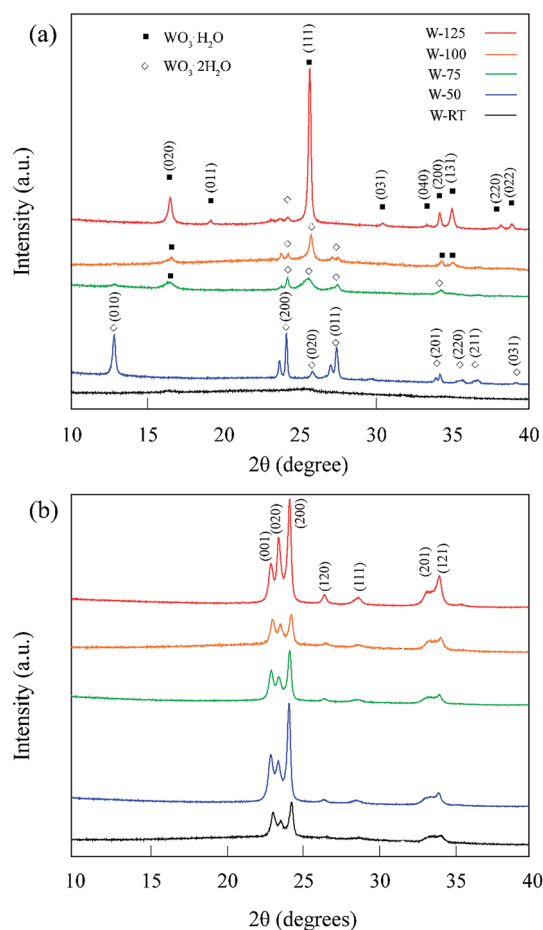 (a)
■ WO₃·H₂O
◇ WO₃·2H₂O
W-125
W-100
W-75
W-50
W-RT
(020)
(011)
(111)
(031)
(040)
(200)
(131)
(220)
(022)
(010)
(200)
(020)
(011)
(201)
(220)
(211)
(031)
Intensity (a.u.)
10 15 20 25 30 35 40
2θ (degree)
(b)
(001)
(020)
(200)
(120)
(111)
(201)
(121)
Intensity (a.u.)
10 15 20 25 30 35 40
2θ (degrees)